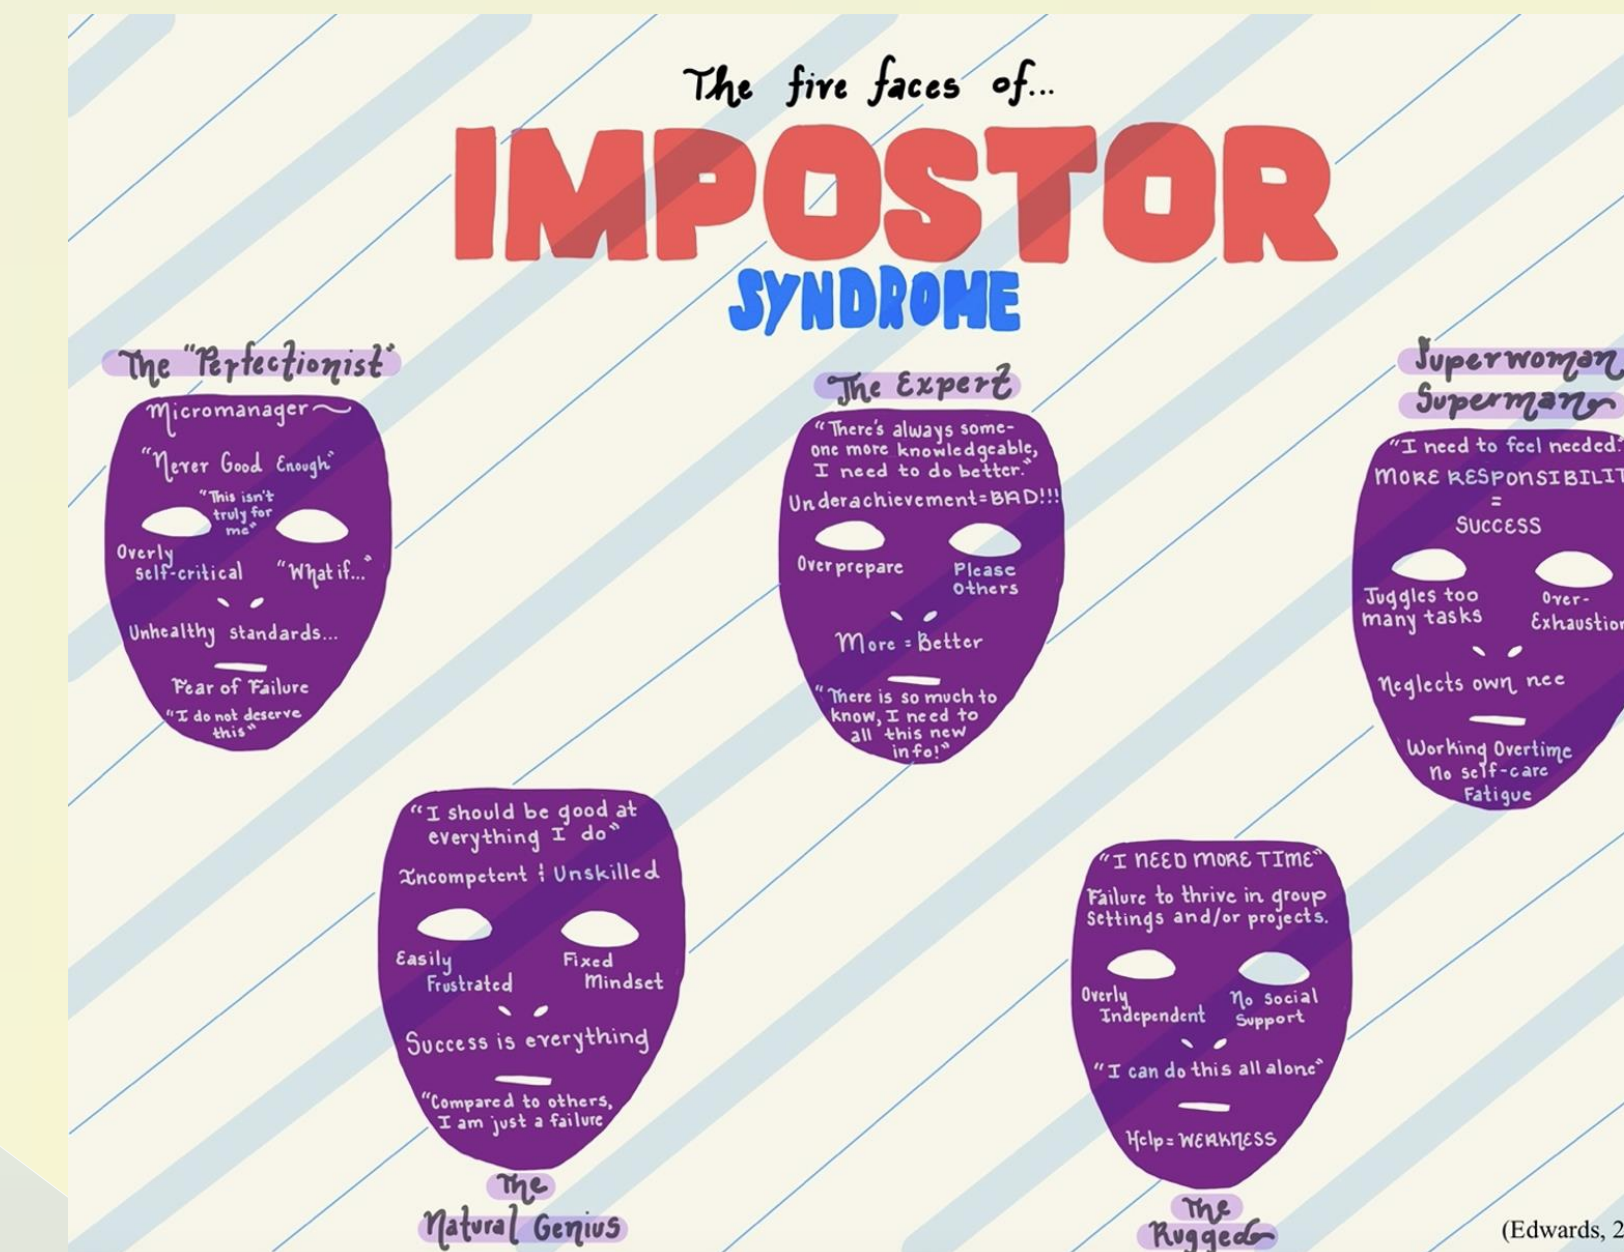 The five faces of...
IMPOSTOR
SYNDROME
The "Perfectionist"
Micromanager
"Never Good Enough"
"This isn't
truly for
me"
Overly
self-critical
"What if..."
Unhealthy standards...
Fear of Failure
"I do not deserve
this"
The Expert
"There's always some-
one more knowledgeable,
I need to do better."
Underachievement=BAD!!!
Overprepare
Please
Others
More = Better
"There is so much to
know, I need to
all this new
info!"
Superwoman
Superman
"I need to feel needed."
MORE RESPONSIBILIT
=
SUCCESS
Juggles too
many tasks
Over-
Exhaustion
Neglects own nee
Working Overtime
No self-care
Fatigue
"I should be good at
everything I do"
Incompetent & Unskilled
Easily
Frustrated
Fixed
Mindset
Success is everything
"Compared to others,
I am just a failure
The
Natural Genius
"I NEED MORE TIME"
Failure to thrive in group
Settings and/or projects.
Overly
Independent
No Social
Support
"I can do this all alone"
Help = WEAKNESS
The
Rugged
(Edwards, 2